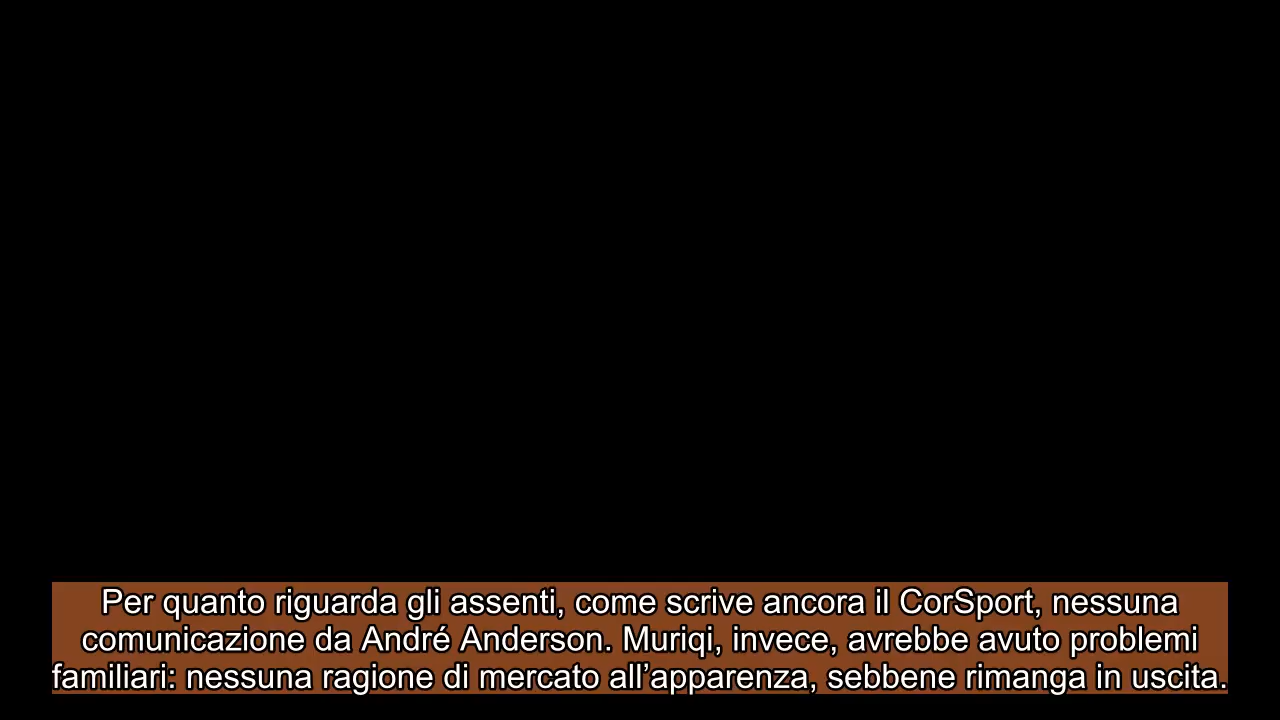 Per quanto riguarda gli assenti, come scrive ancora il CorSport, nessuna
comunicazione da André Anderson. Muriqi, invece, avrebbe avuto problemi
familiari: nessuna ragione di mercato all’apparenza, sebbene rimanga in uscita.